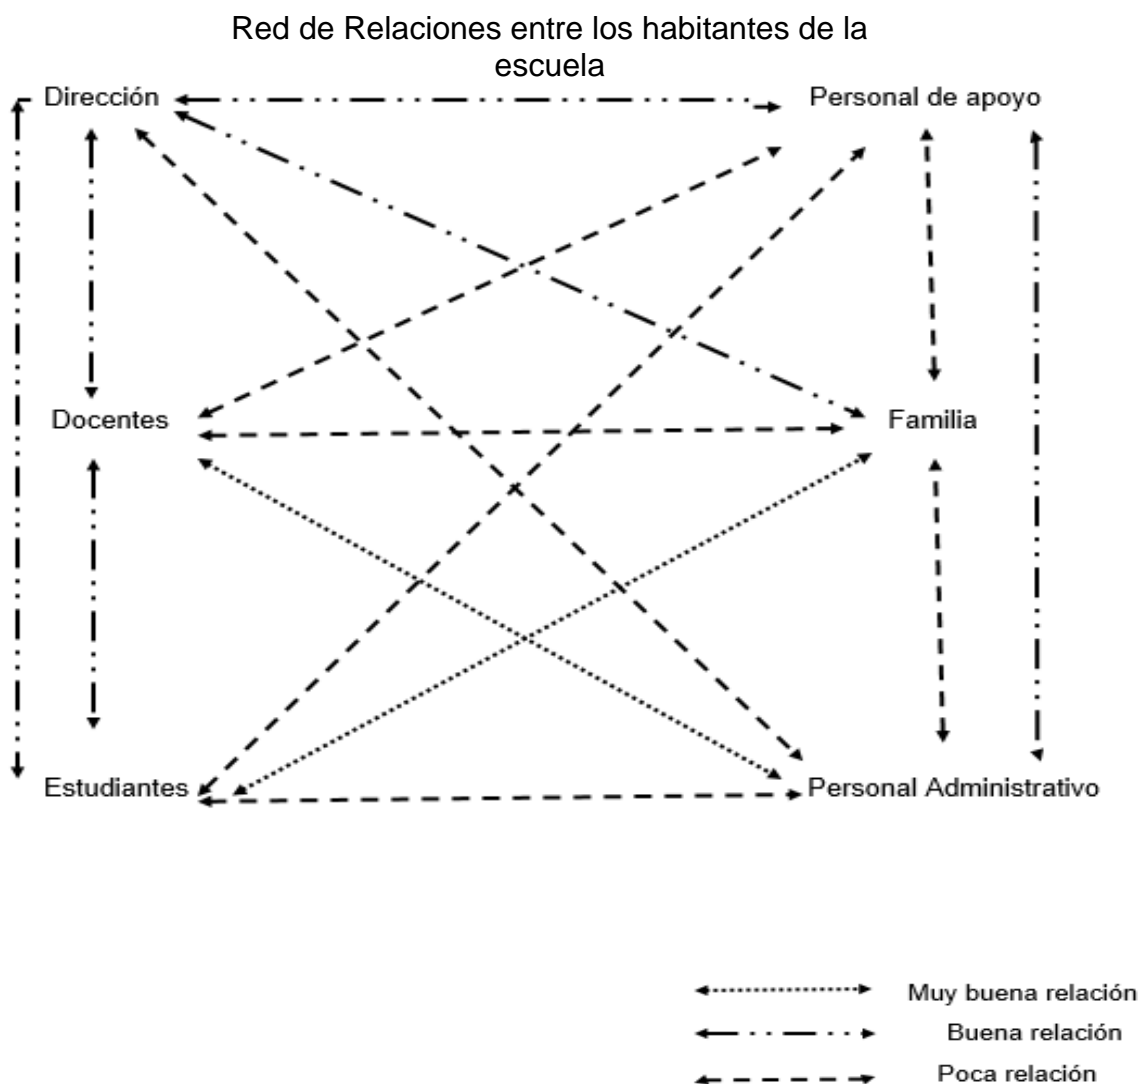 Red de Relaciones entre los habitantes de la
escuela
Dirección
Personal de apoyo
Docentes
Familia
Estudiantes
Personal Administrativo
Muy buena relación
Buena relación
Poca relación